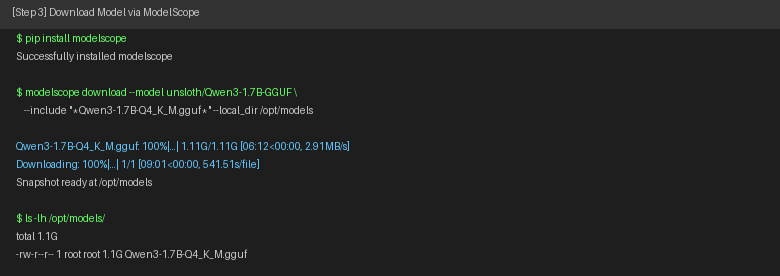 [Step 3] Download Model via ModelScope
$ pip install modelscope
Successfully installed modelscope
$ modelscope download --model unsloth/Qwen3-1.7B-GGUF \
--include "*Qwen3-1.7B-Q4_K_M.gguf*" --local_dir /opt/models
Qwen3-1.7B-Q4_K_M.gguf: 100%|...| 1.11G/1.11G [06:12<00:00, 2.91MB/s]
Downloading: 100%|...| 1/1 [09:01<00:00, 541.51s/file]
Snapshot ready at /opt/models
$ ls -lh /opt/models/
total 1.1G
-rw-r--r-- 1 root root 1.1G Qwen3-1.7B-Q4_K_M.gguf